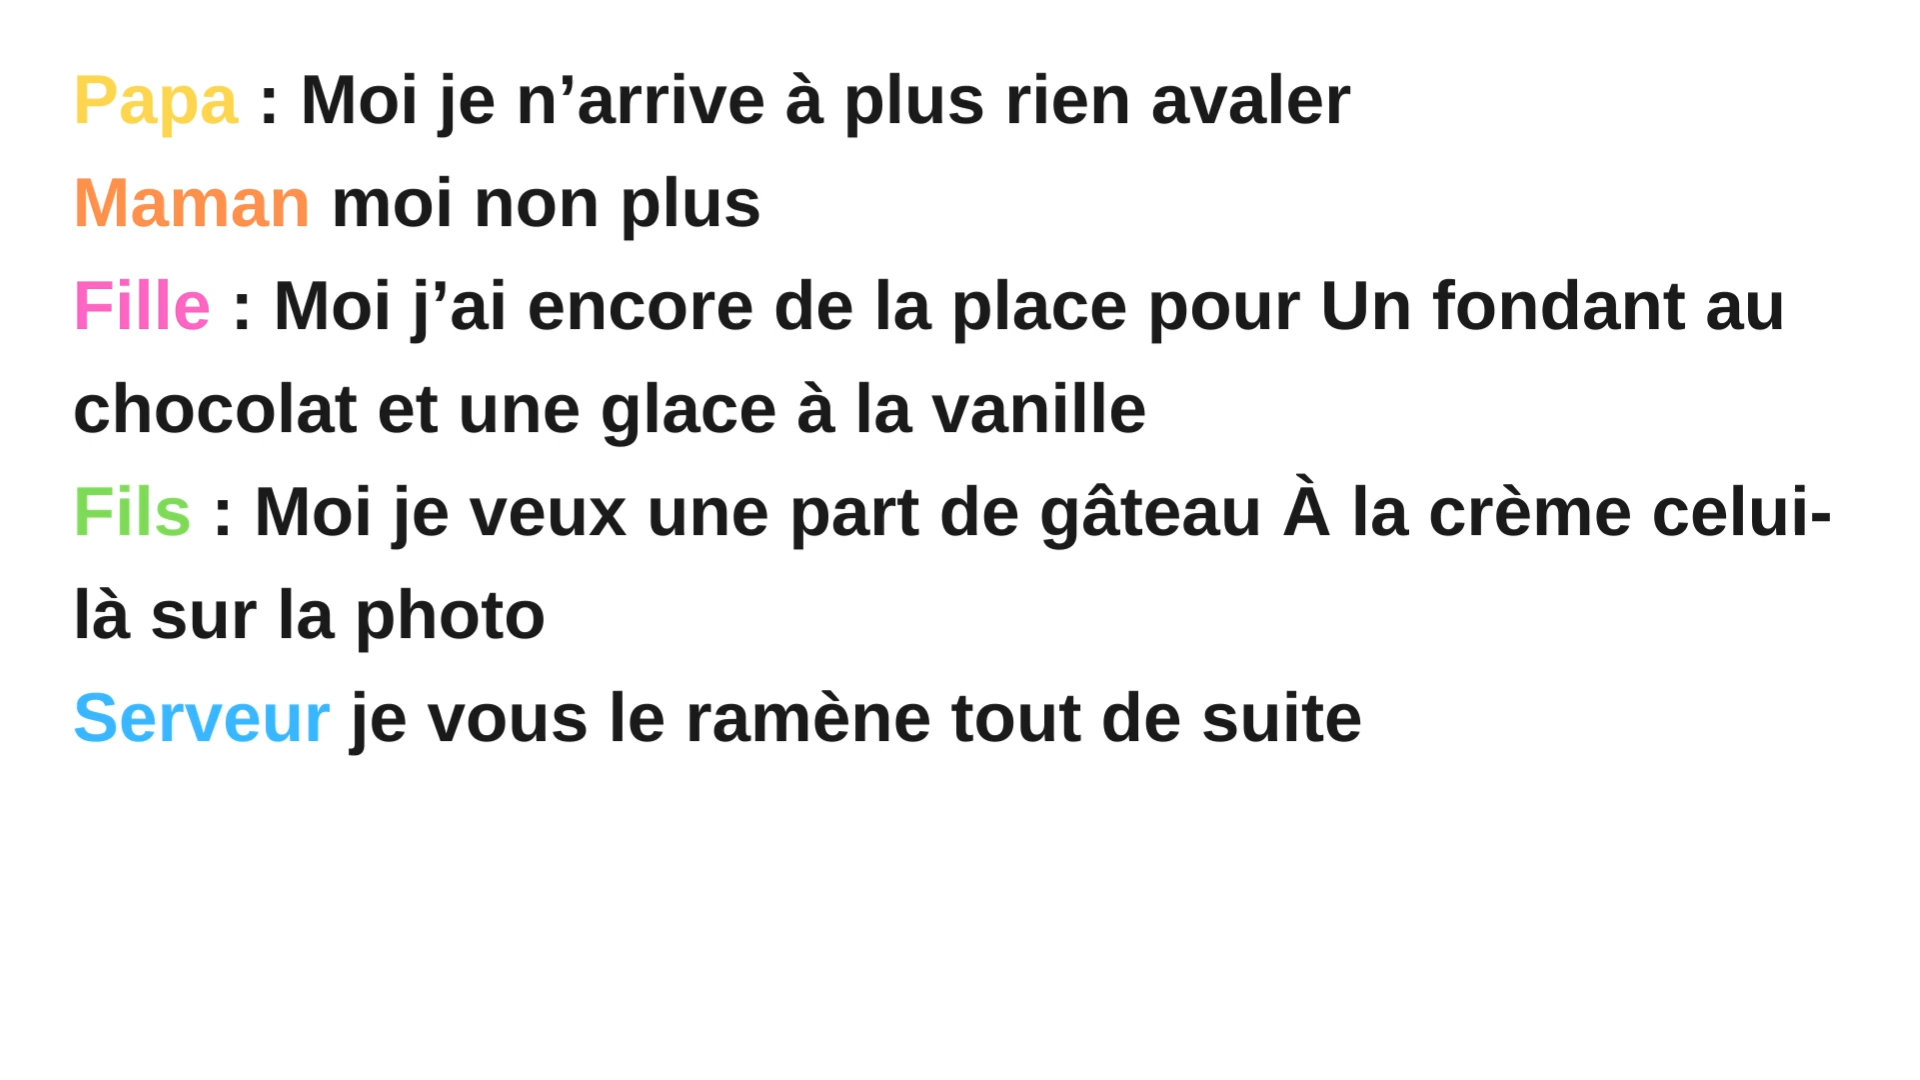 Papa : Moi je n’arrive à plus rien avaler
Maman moi non plus
Fille : Moi j’ai encore de la place pour Un fondant au
chocolat et une glace à la vanille
Fils : Moi je veux une part de gâteau À la crème celui-
là sur la photo
Serveur je vous le ramène tout de suite